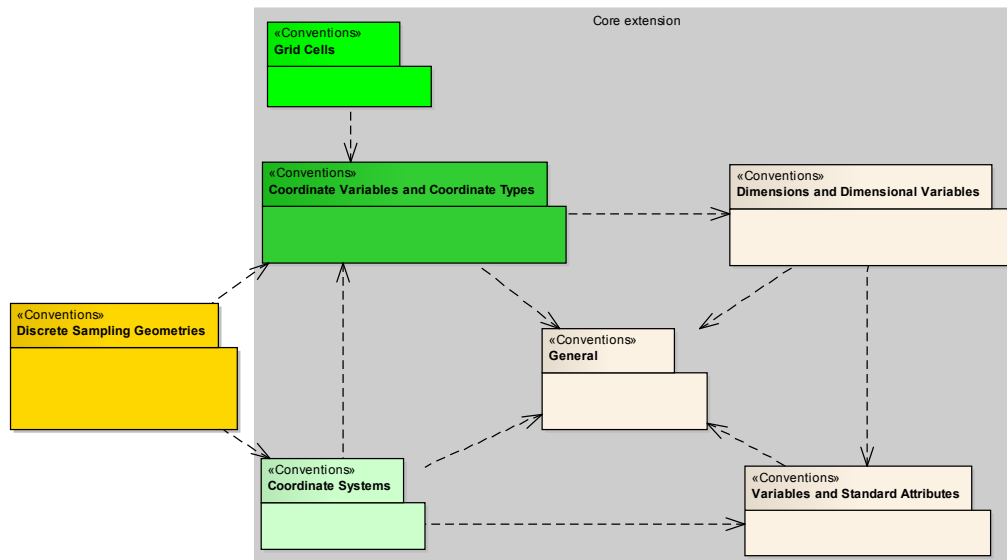 Core extension
«Conventions»
Grid Cells
«Conventions»
Coordinate Variables and Coordinate Types
«Conventions»
Dimensions and Dimensional Variables
«Conventions»
Discrete Sampling Geometries
«Conventions»
General
«Conventions»
Coordinate Systems
«Conventions»
Variables and Standard Attributes